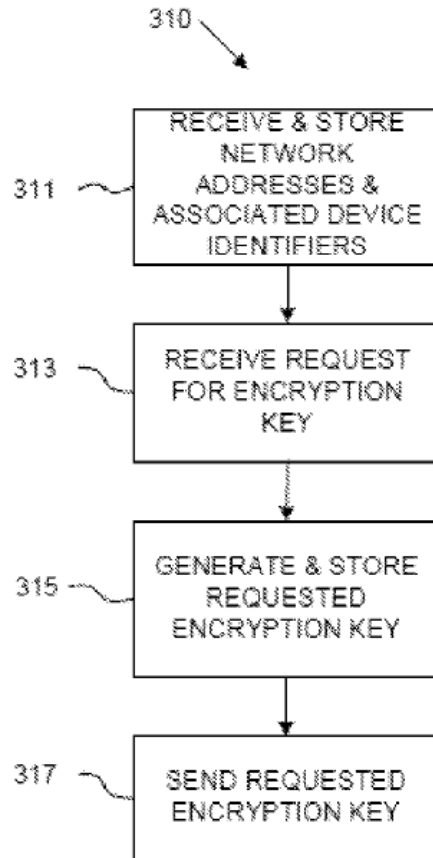 310
311
RECEIVE & STORE
NETWORK
ADDRESSES &
ASSOCIATED DEVICE
IDENTIFIERS
313
RECEIVE REQUEST
FOR ENCRYPTION
KEY
315
GENERATE & STORE
REQUESTED
ENCRYPTION KEY
317
SEND REQUESTED
ENCRYPTION KEY